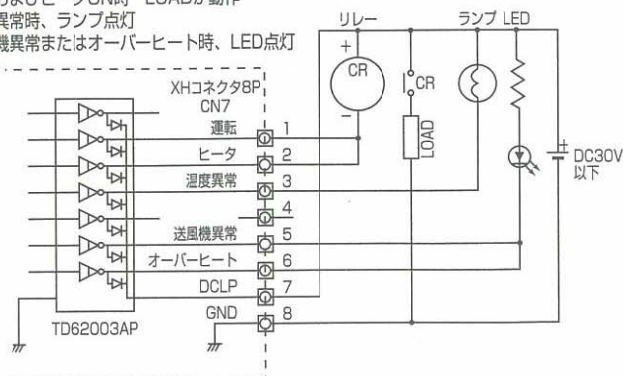 およびヒータON時 LOADが動作
異常時、ランプ点灯
機異常またはオーバーヒート時、LED点灯
リレー
ランプ LED
+
CR
−
CR
LOAD
+
DC30V
以下
XHコネクタ8P
CN7
運転 1
ヒータ 2
温度異常 3
4
送風機異常 5
オーバーヒート 6
DCLP 7
GND 8
TD62003AP